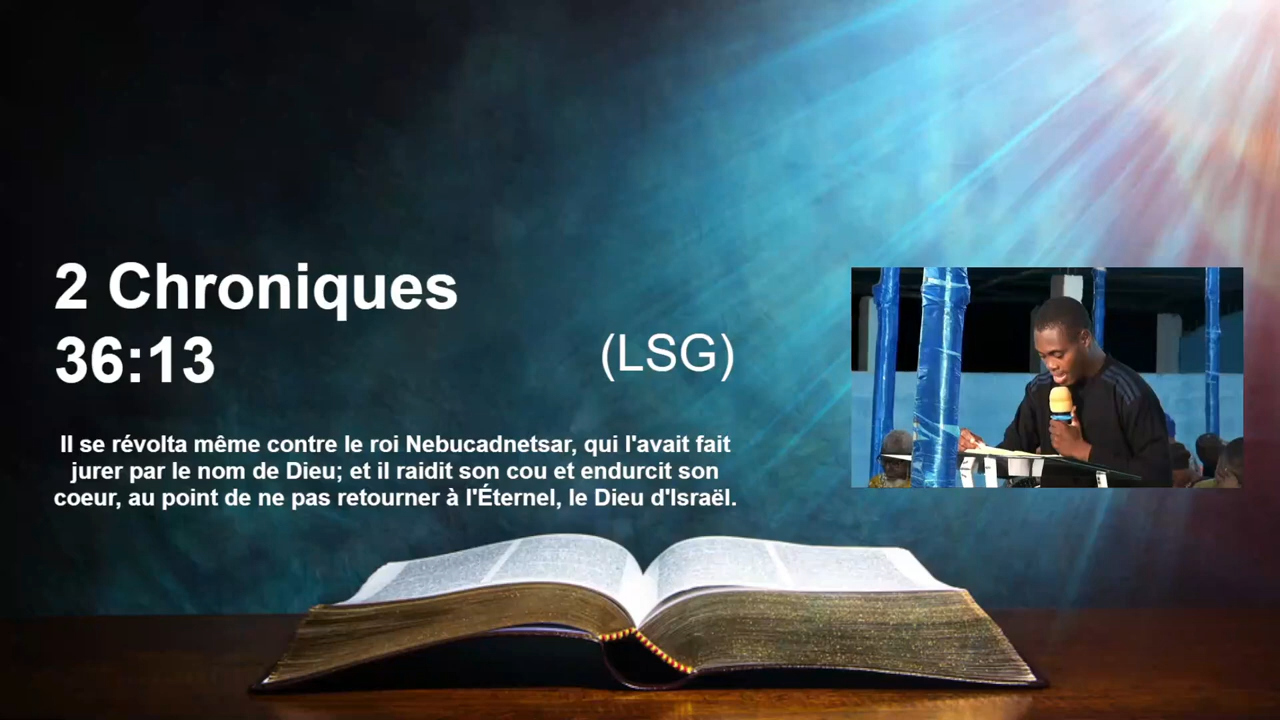 2 Chroniques
36:13
(LSG)
Il se révolta même contre le roi Nebucadnetsar, qui l'avait fait
jurer par le nom de Dieu; et il raidit son cou et endurcit son
coeur, au point de ne pas retourner à l'Éternel, le Dieu d'Israël.